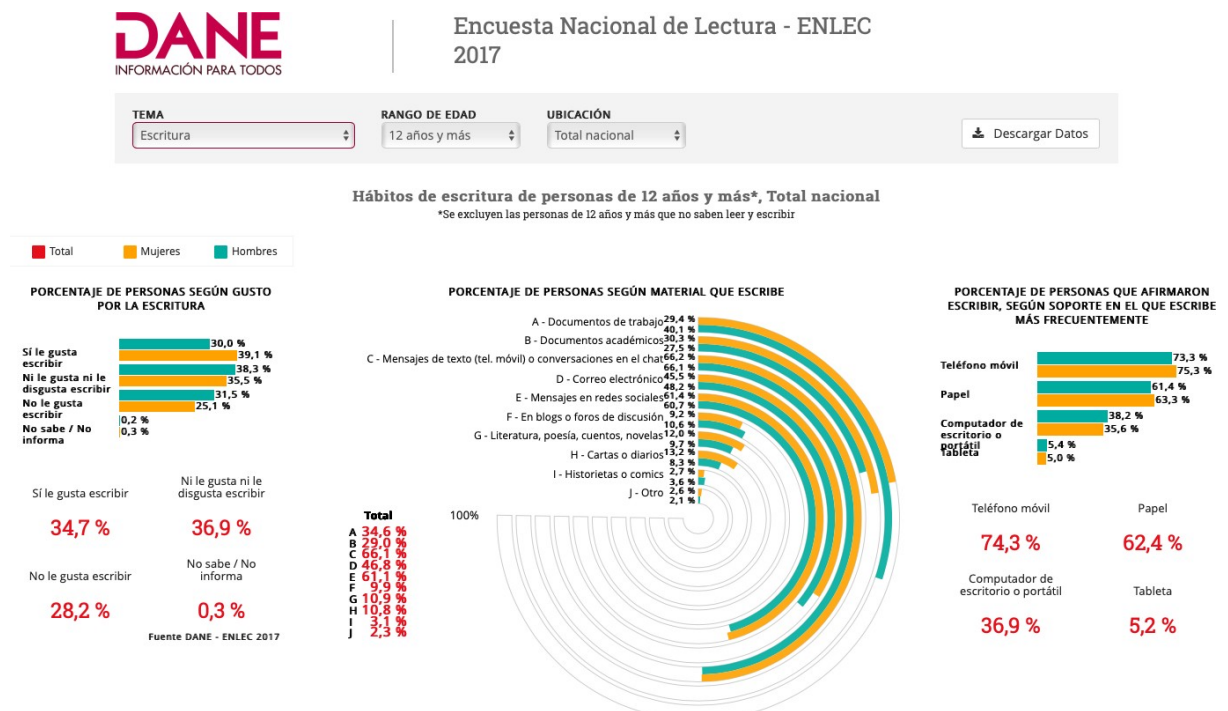 DANE
INFORMACIÓN PARA TODOS
Encuesta Nacional de Lectura - ENLEC
2017
TEMA
Escritura
RANGO DE EDAD
12 años y más
UBICACIÓN
Total nacional
Descargar Datos
Hábitos de escritura de personas de 12 años y más*, Total nacional
*Se excluyen las personas de 12 años y más que no saben leer y escribir
Total
Mujeres
Hombres
PORCENTAJE DE PERSONAS SEGÚN GUSTO
POR LA ESCRITURA
Sí le gusta
escribir
30,0 %
39,1 %
Ni le gusta ni le
disgusta escribir
38,3 %
35,5 %
No le gusta
escribir
31,5 %
25,1 %
No sabe / No
informa
0,2 %
0,3 %
Sí le gusta escribir
34,7 %
Ni le gusta ni le
disgusta escribir
36,9 %
No le gusta escribir
28,2 %
No sabe / No
informa
0,3 %
Fuente DANE - ENLEC 2017
PORCENTAJE DE PERSONAS SEGÚN MATERIAL QUE ESCRIBE
A - Documentos de trabajo 29,4 %
40,1 %
B - Documentos académicos 30,3 %
27,5 %
C - Mensajes de texto (tel. móvil) o conversaciones en el chat 66,2 %
66,1 %
D - Correo electrónico 45,5 %
48,2 %
E - Mensajes en redes sociales 61,4 %
60,7 %
F - En blogs o foros de discusión 9,2 %
10,6 %
G - Literatura, poesía, cuentos, novelas 12,0 %
9,7 %
H - Cartas o diarios 13,2 %
8,3 %
I - Historietas o comics 2,7 %
3,6 %
J - Otro 2,6 %
2,1 %
100%
Total
A 34,6 %
B 29,0 %
C 66,1 %
D 46,8 %
E 61,1 %
F 9,9 %
G 10,9 %
H 10,8 %
I 3,1 %
J 2,3 %
PORCENTAJE DE PERSONAS QUE AFIRMARON
ESCRIBIR, SEGÚN SOPORTE EN EL QUE ESCRIBE
MÁS FRECUENTEMENTE
Teléfono móvil
73,3 %
75,3 %
Papel
61,4 %
63,3 %
Computador de
escritorio o
portátil
38,2 %
35,6 %
Tableta
5,4 %
5,0 %
Teléfono móvil
74,3 %
Papel
62,4 %
Computador de
escritorio o portátil
36,9 %
Tableta
5,2 %